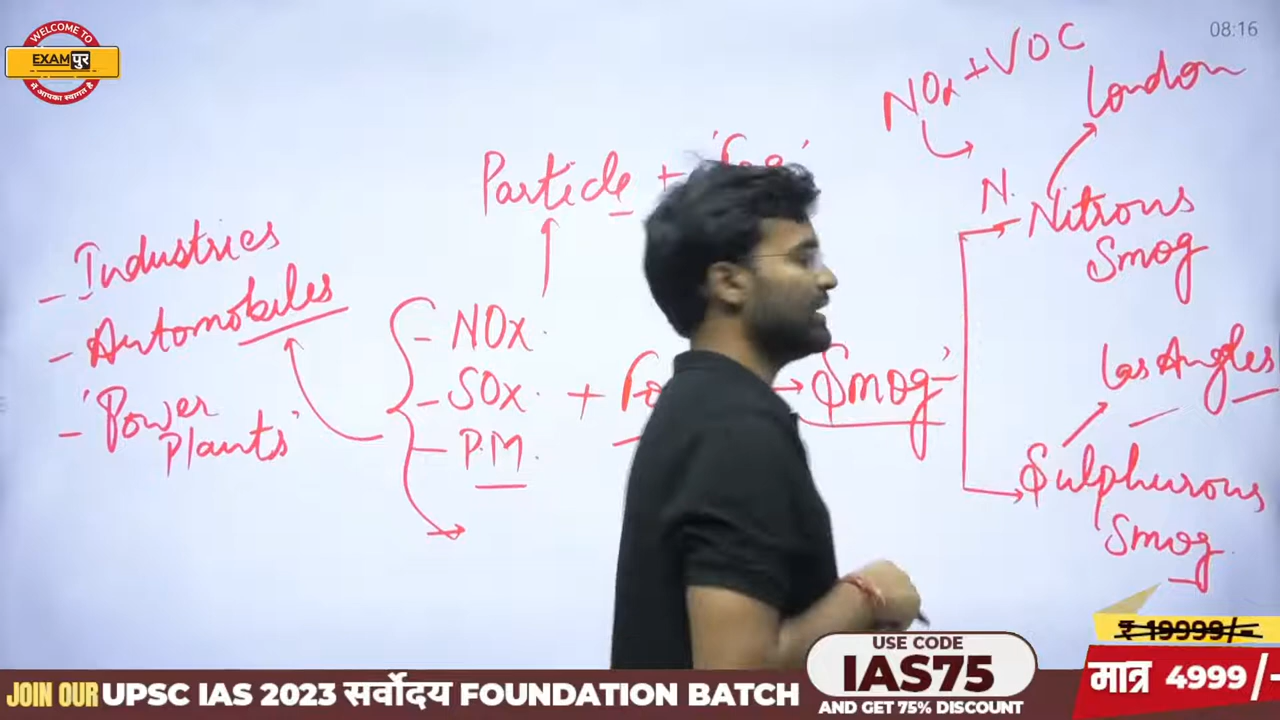 WELCOME TO
EXAMपुर
में आपका स्वागत है
08:16
NOx + VOC
London
Particle +
N. Nitrous
Smog
- Industries
- Automobiles
- 'Power
Plants'
- NOx
- SOx
- P.M
+
Smog
Los Angles
Sulphurous
Smog
₹ 19999/-
मात्र 4999/-
USE CODE
IAS75
AND GET 75% DISCOUNT
JOIN OUR UPSC IAS 2023 सर्वोदय FOUNDATION BATCH